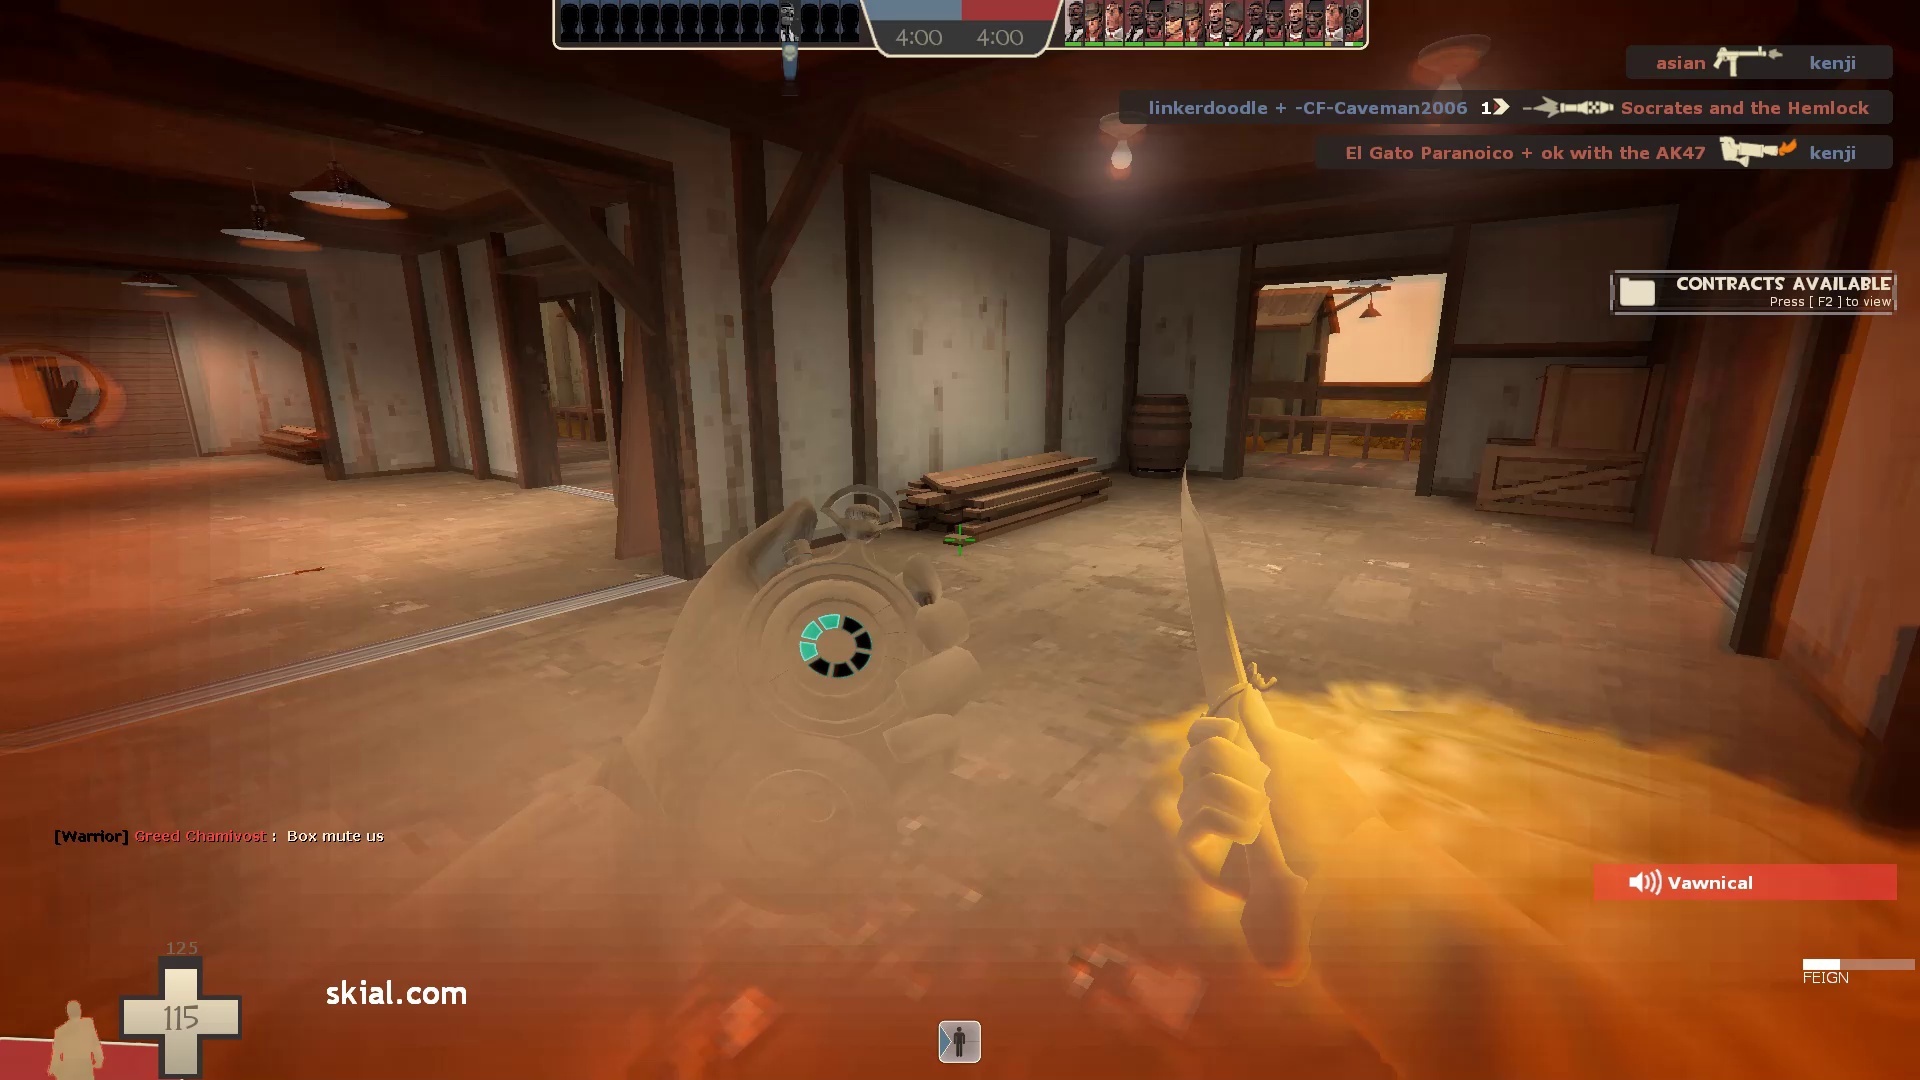 4:00 4:00
asian kenji
linkerdoodle + -CF-Caveman2006 1 Socrates and the Hemlock
El Gato Paranoico + ok with the AK47 kenji
CONTRACTS AVAILABLE
Press [ F2 ] to view
[Warrior] Greed Chamivost : Box mute us
Vawnical
125
115
skial.com
FEIGN